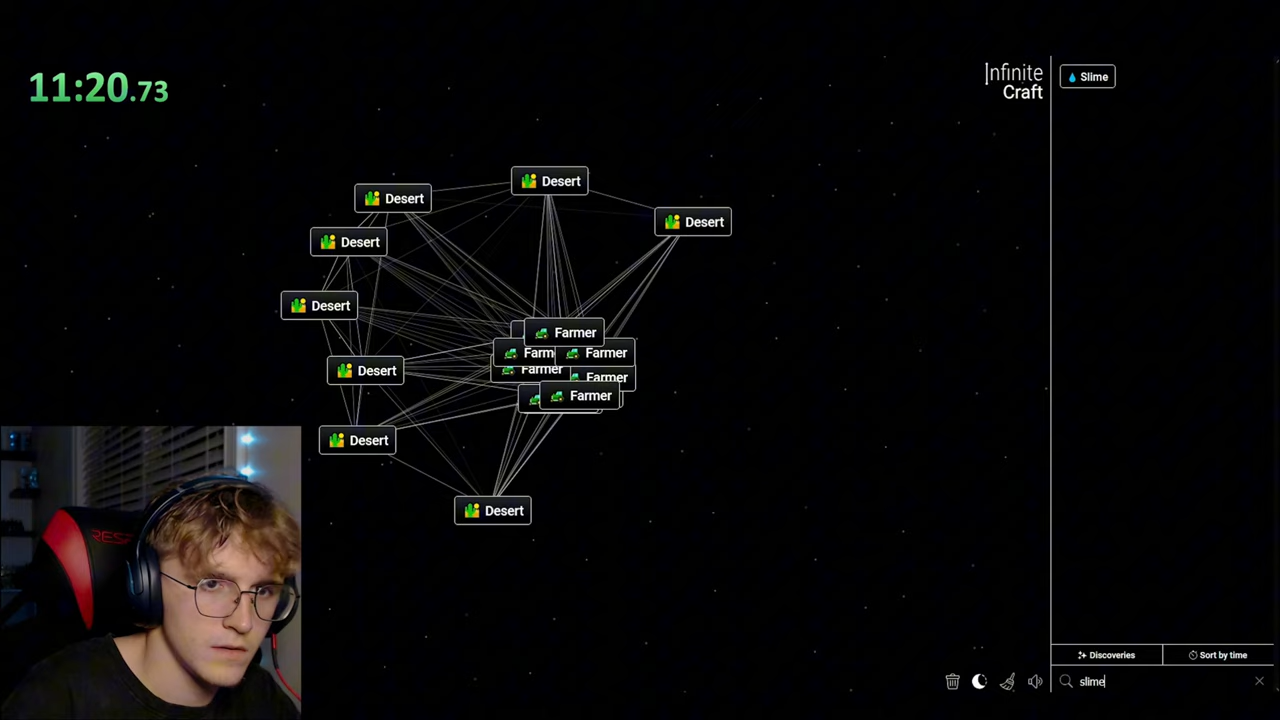 11:20.73
Infinite
Craft
Slime
Desert
Desert
Desert
Desert
Desert
Desert
Desert
Desert
Farmer
Farm
Farmer
Farmer
Farmer
Farmer
Discoveries
Sort by time
slime